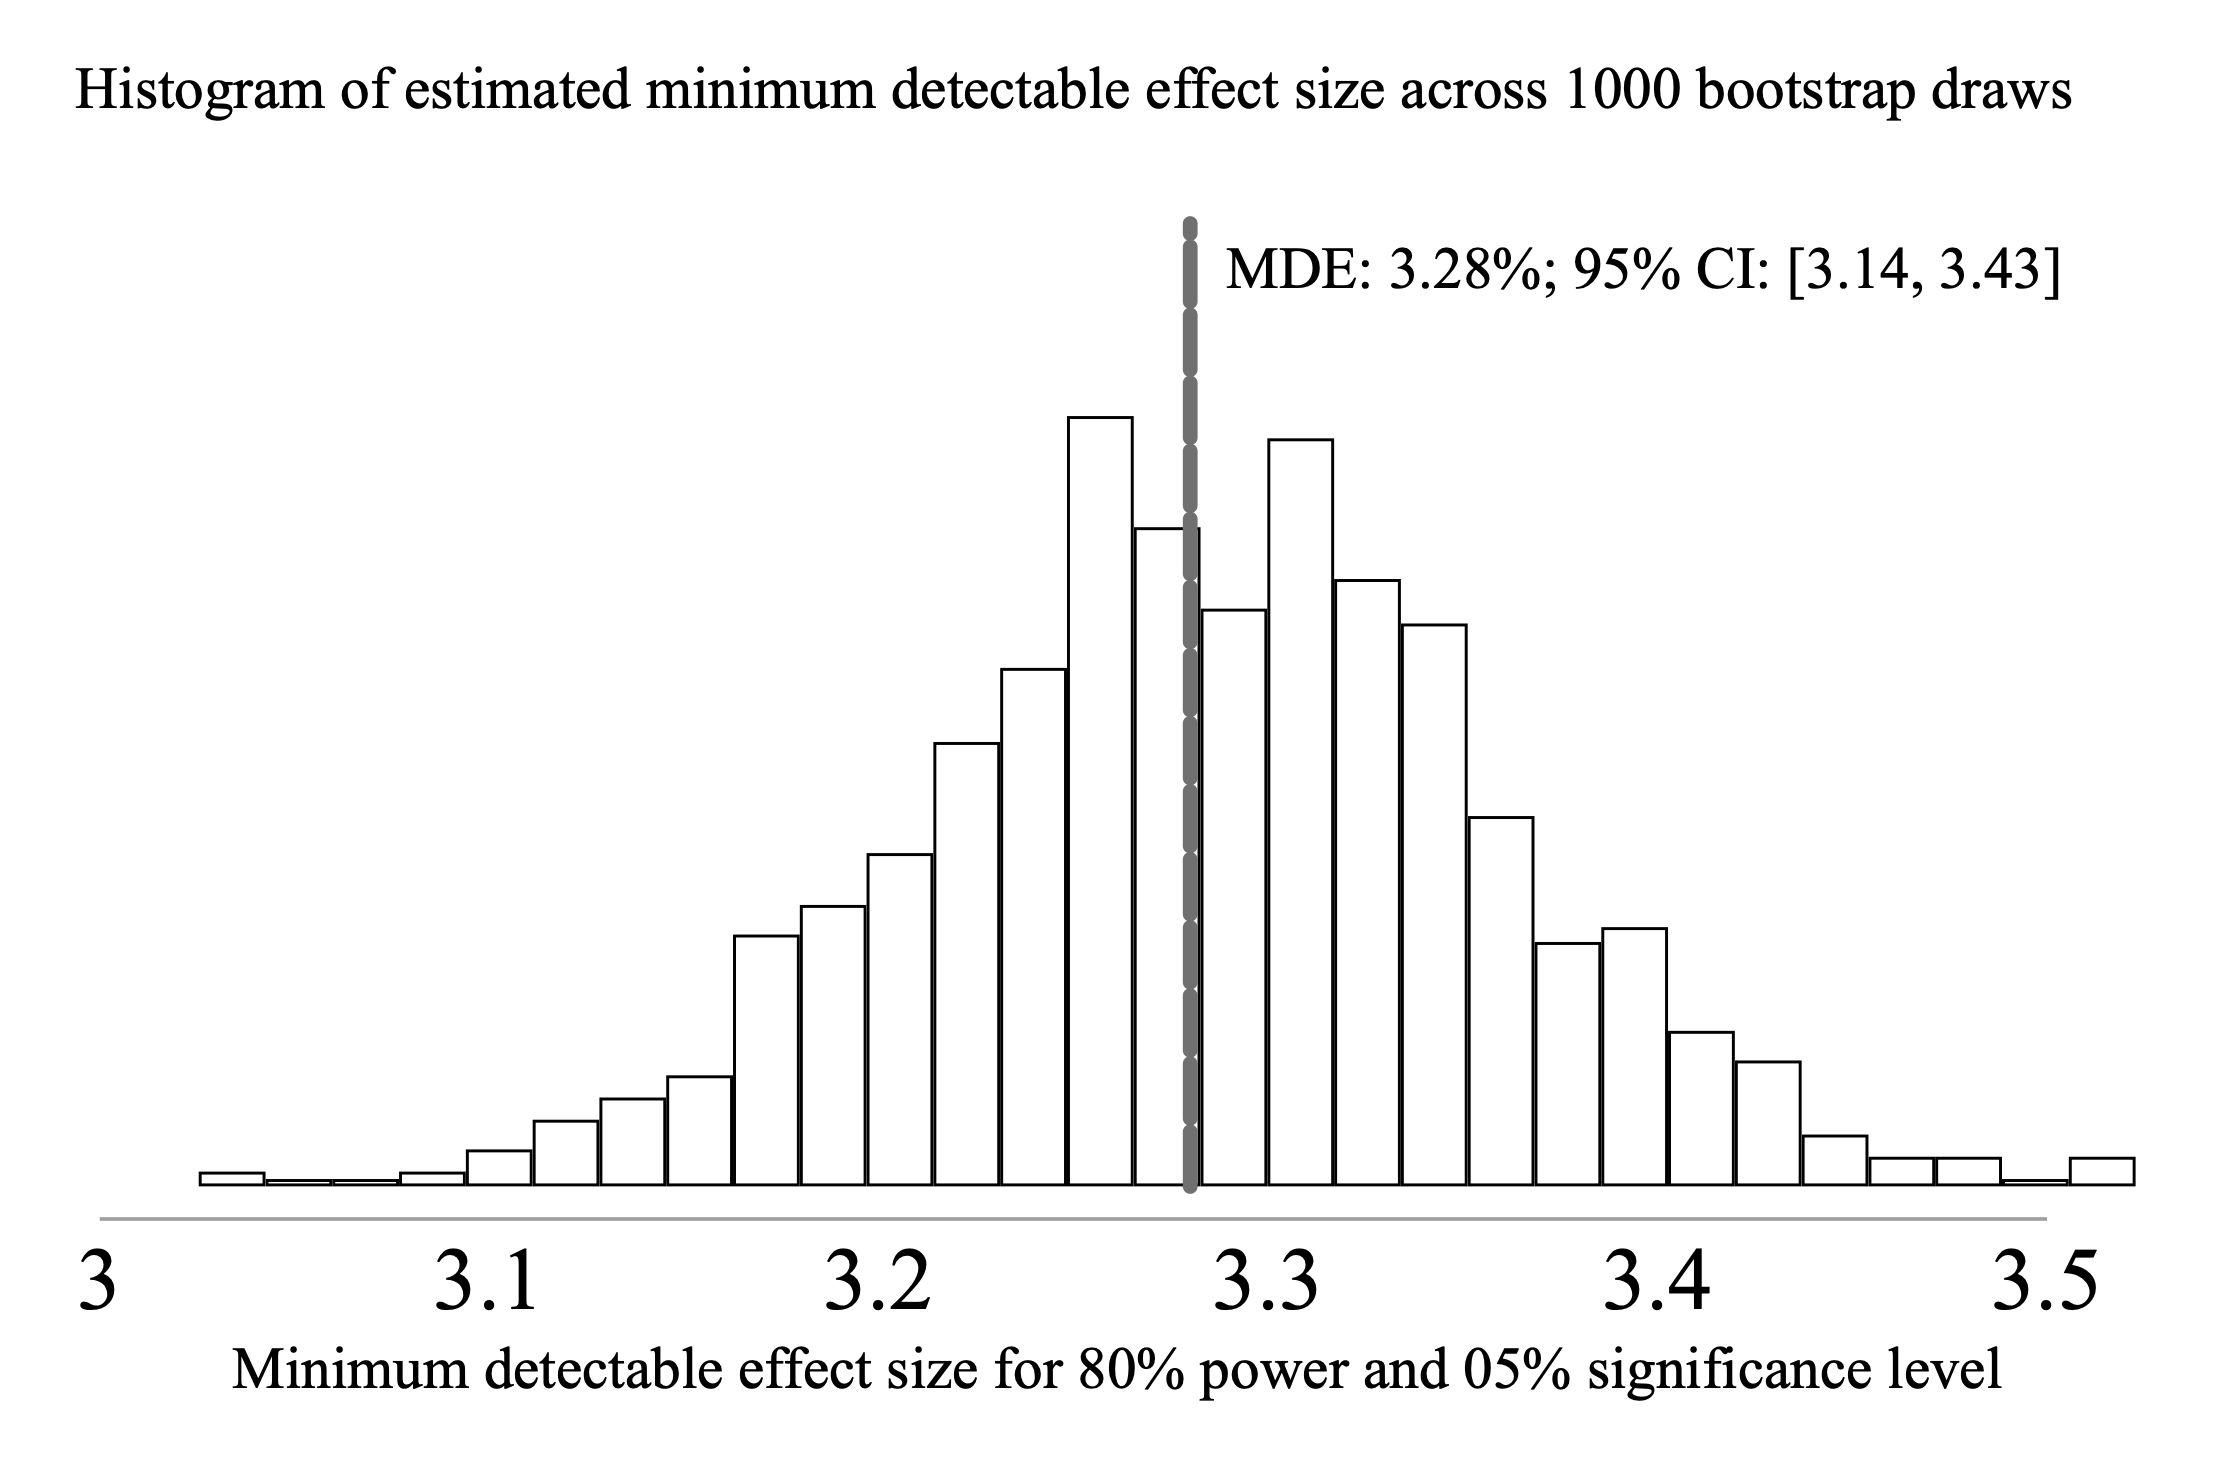 Histogram of estimated minimum detectable effect size across 1000 bootstrap draws
MDE: 3.28%; 95% CI: [3.14, 3.43]
3 3.1 3.2 3.3 3.4 3.5
Minimum detectable effect size for 80% power and 05% significance level